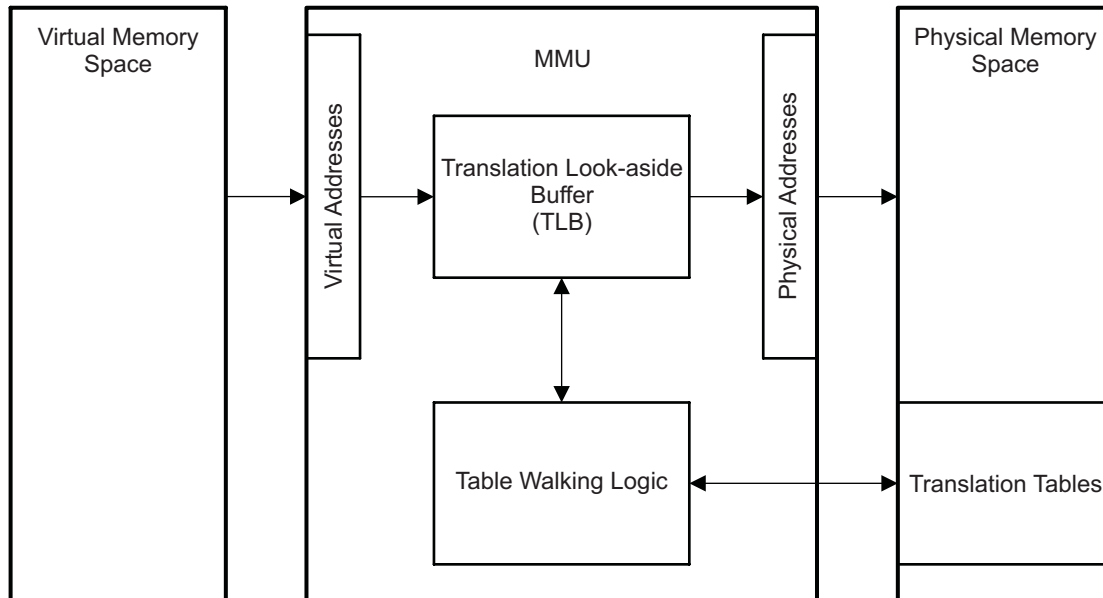 Virtual Memory
Space
MMU
Physical Memory
Space
Virtual Addresses
Translation Look-aside
Buffer
(TLB)
Physical Addresses
Table Walking Logic
Translation Tables